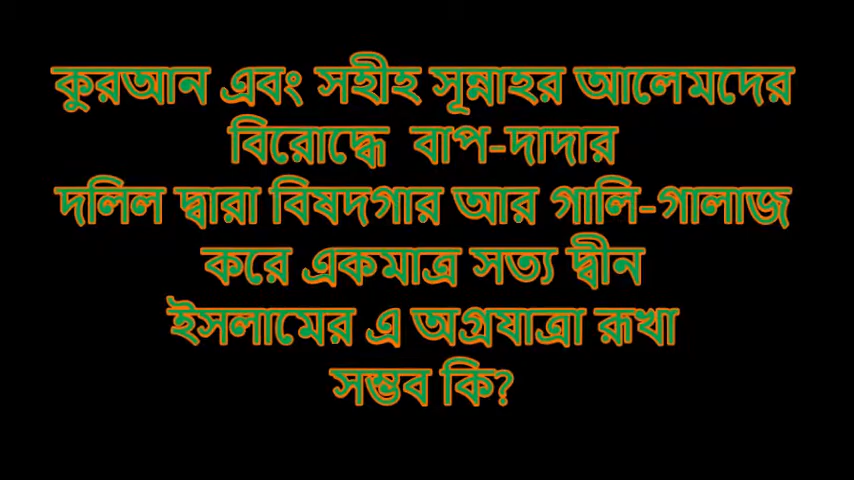 কুরআন এবং সহীহ সূন্নাহর আলেমদের
বিরোদ্ধে বাপ-দাদার
দলিল দ্বারা বিষদগার আর গালি-গালাজ
করে একমাত্র সত্য দ্বীন
ইসলামের এ অগ্রযাত্রা রূখা
সম্ভব কি?